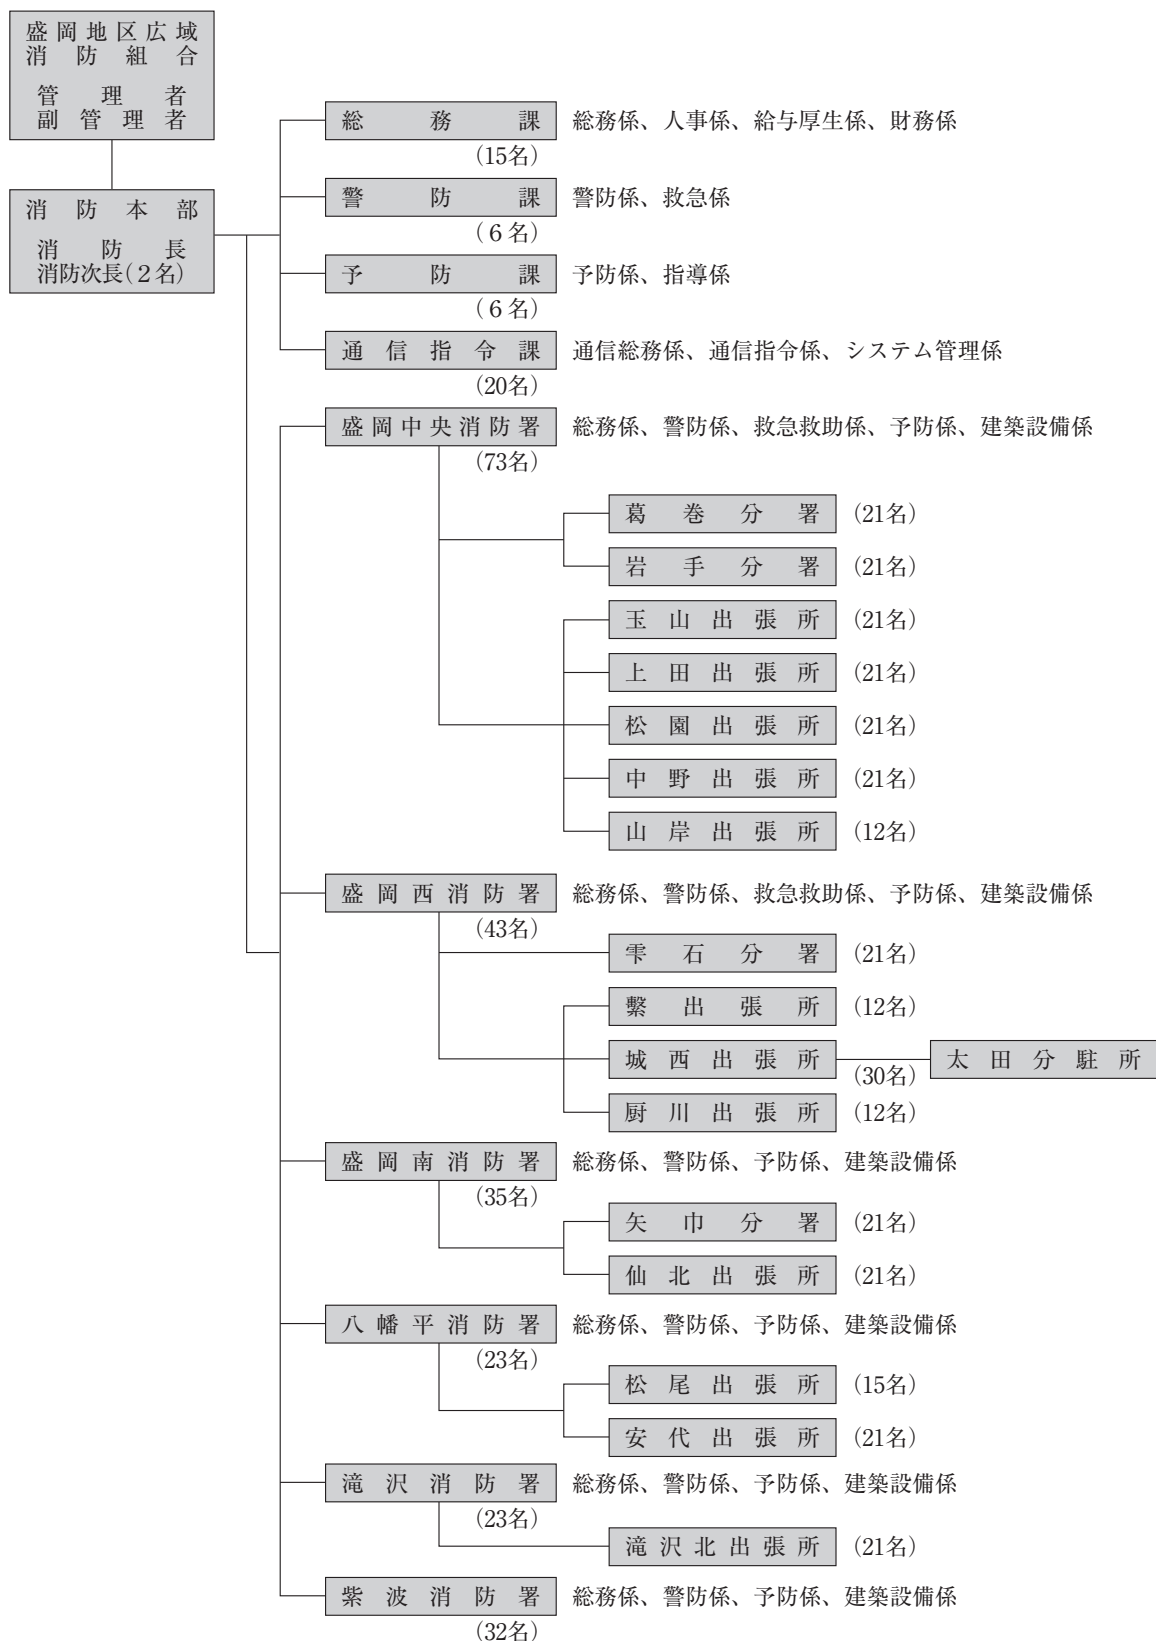 盛岡地区広域
消防組合
管理者
副管理者
消防本部
消防長
消防次長(2名)
総務課 総務係、人事係、給与厚生係、財務係
(15名)
警防課 警防係、救急係
(6名)
予防課 予防係、指導係
(6名)
通信指令課 通信総務係、通信指令係、システム管理係
(20名)
盛岡中央消防署 総務係、警防係、救急救助係、予防係、建築設備係
(73名)
葛巻分署 (21名)
岩手分署 (21名)
玉山出張所 (21名)
上田出張所 (21名)
松園出張所 (21名)
中野出張所 (21名)
山岸出張所 (12名)
盛岡西消防署 総務係、警防係、救急救助係、予防係、建築設備係
(43名)
雫石分署 (21名)
繫出張所 (12名)
城西出張所 (30名) 太田分駐所
厨川出張所 (12名)
盛岡南消防署 総務係、警防係、予防係、建築設備係
(35名)
矢巾分署 (21名)
仙北出張所 (21名)
八幡平消防署 総務係、警防係、予防係、建築設備係
(23名)
松尾出張所 (15名)
安代出張所 (21名)
滝沢消防署 総務係、警防係、予防係、建築設備係
(23名)
滝沢北出張所 (21名)
紫波消防署 総務係、警防係、予防係、建築設備係
(32名)